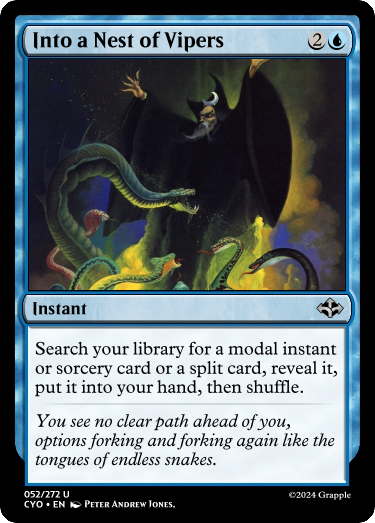 Into a Nest of Vipers 2
Instant
Search your library for a modal instant
or sorcery card or a split card, reveal it,
put it into your hand, then shuffle.
You see no clear path ahead of you,
options forking and forking again like the
tongues of endless snakes.
052/272 U
CYO • EN Peter Andrew Jones.
©2024 Grapple